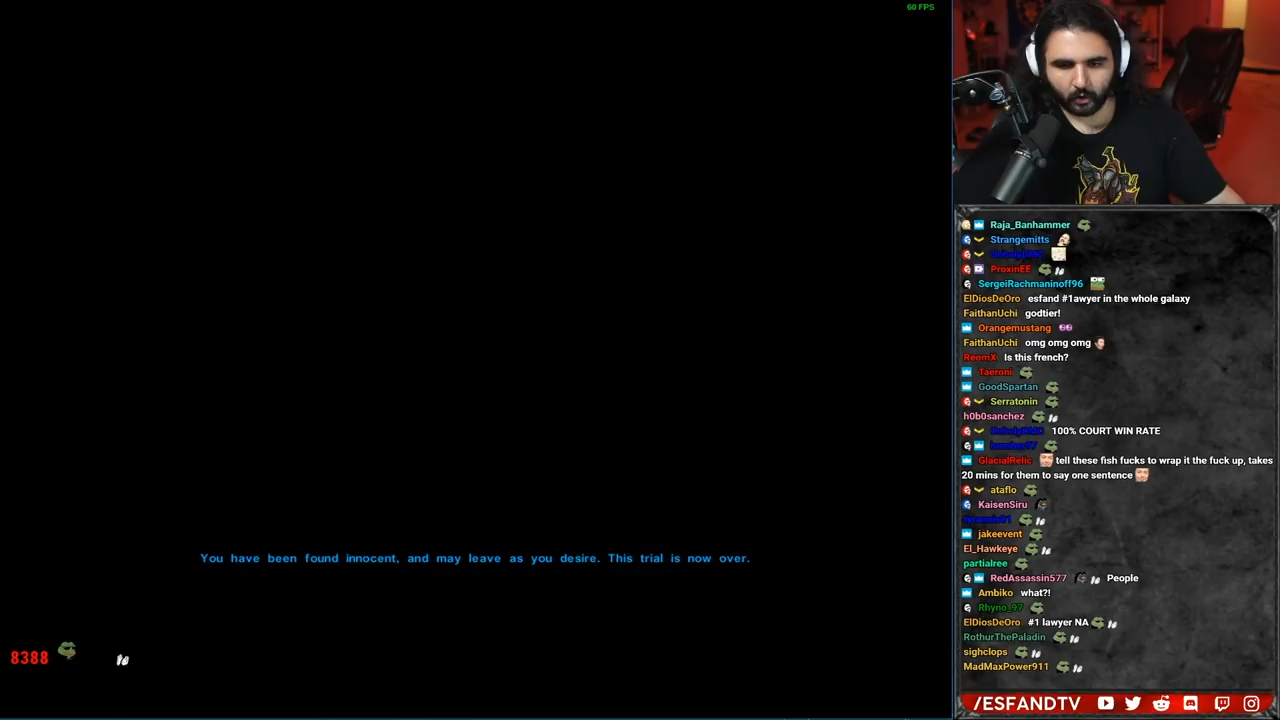 60 FPS
You have been found innocent, and may leave as you desire. This trial is now over.
8388
Raja_Banhammer
Strangemitts
ProxinEE
SergeiRachmaninoff96
ElDiosDeOro esfand #1awyer in the whole galaxy
FaithanUchi godtier!
Orangemustang
FaithanUchi omg omg omg
ReomX Is this french?
Taeroni
GoodSpartan
Serratonin
h0b0sanchez
100% COURT WIN RATE
GlacialRelic tell these fish fucks to wrap it the fuck up, takes
20 mins for them to say one sentence
ataflo
KaisenSiru
jakeevent
El_Hawkeye
partialree
RedAssassin577 People
Ambiko what?!
Rhyno_97
ElDiosDeOro #1 lawyer NA
RothurThePaladin
sighclops
MadMaxPower911
/ESFANDTV